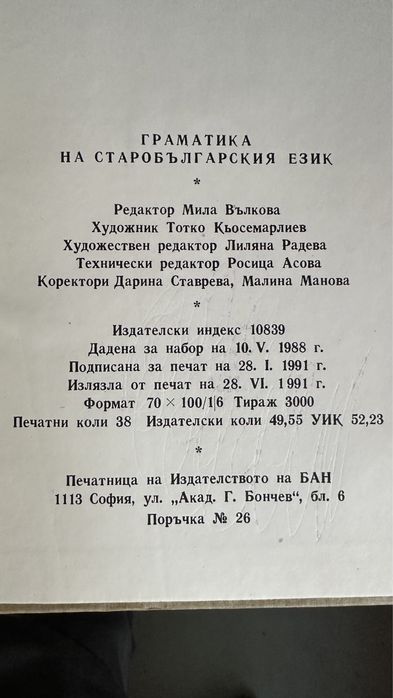 ГРАМАТИКА
НА СТАРОБЪЛГАРСКИЯ ЕЗИК
*
Редактор Мила Вълкова
Художник Тотко Кьосемарлиев
Художествен редактор Лиляна Радева
Технически редактор Росица Асова
Коректори Дарина Ставрева, Малина Манова
*
Издателски индекс 10839
Дадена за набор на 10. V. 1988 г.
Подписана за печат на 28. I. 1991 г.
Излязла от печат на 28. VI. 1991 г.
Формат 70 × 100/16 Тираж 3000
Печатни коли 38 Издателски коли 49,55 УИК 52,23
*
Печатница на Издателството на БАН
1113 София, ул. „Акад. Г. Бончев", бл. 6
Поръчка № 26